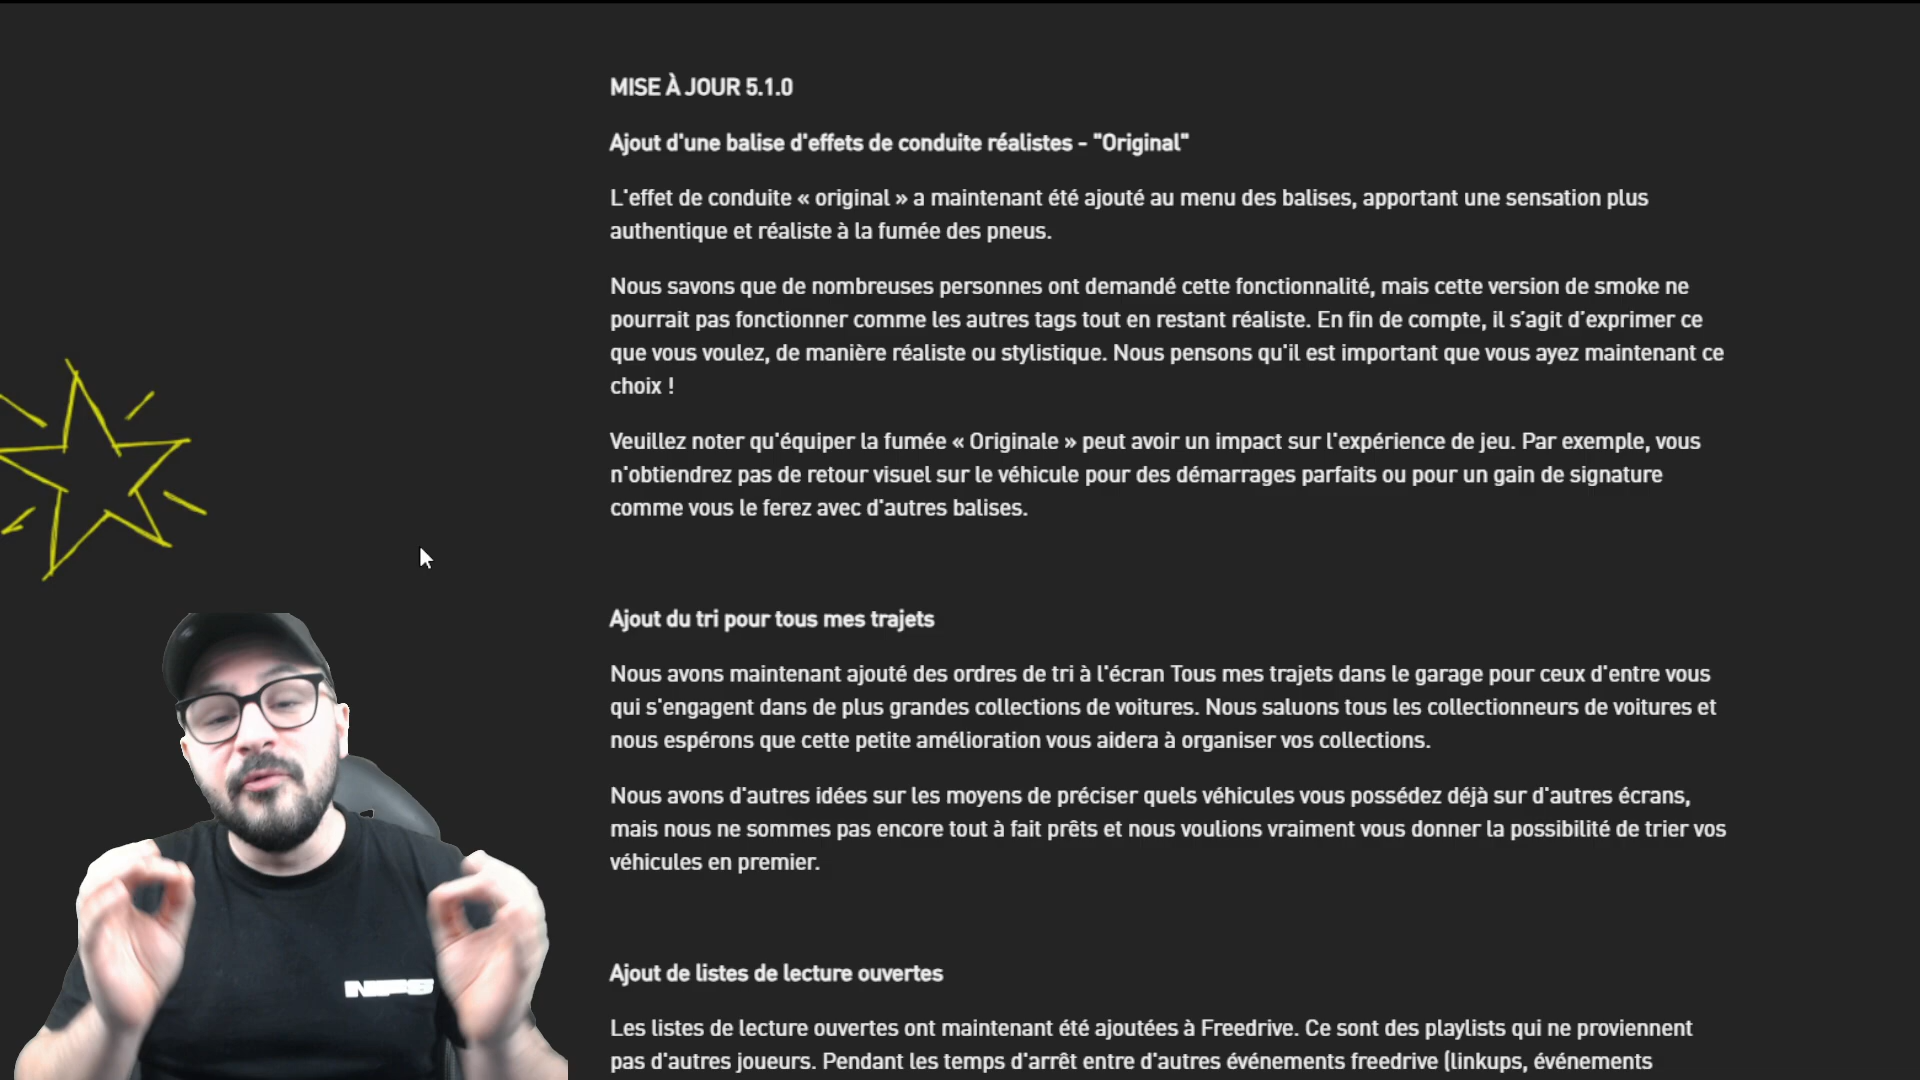 MISE À JOUR 5.1.0
Ajout d'une balise d'effets de conduite réalistes - "Original"
L'effet de conduite « original » a maintenant été ajouté au menu des balises, apportant une sensation plus
authentique et réaliste à la fumée des pneus.
Nous savons que de nombreuses personnes ont demandé cette fonctionnalité, mais cette version de smoke ne
pourrait pas fonctionner comme les autres tags tout en restant réaliste. En fin de compte, il s'agit d'exprimer ce
que vous voulez, de manière réaliste ou stylistique. Nous pensons qu'il est important que vous ayez maintenant ce
choix !
Veuillez noter qu'équiper la fumée « Originale » peut avoir un impact sur l'expérience de jeu. Par exemple, vous
n'obtiendrez pas de retour visuel sur le véhicule pour des démarrages parfaits ou pour un gain de signature
comme vous le ferez avec d'autres balises.
Ajout du tri pour tous mes trajets
Nous avons maintenant ajouté des ordres de tri à l'écran Tous mes trajets dans le garage pour ceux d'entre vous
qui s'engagent dans de plus grandes collections de voitures. Nous saluons tous les collectionneurs de voitures et
nous espérons que cette petite amélioration vous aidera à organiser vos collections.
Nous avons d'autres idées sur les moyens de préciser quels véhicules vous possédez déjà sur d'autres écrans,
mais nous ne sommes pas encore tout à fait prêts et nous voulions vraiment vous donner la possibilité de trier vos
véhicules en premier.
Ajout de listes de lecture ouvertes
Les listes de lecture ouvertes ont maintenant été ajoutées à Freedrive. Ce sont des playlists qui ne proviennent
pas d'autres joueurs. Pendant les temps d'arrêt entre d'autres événements freedrive (linkups, événements